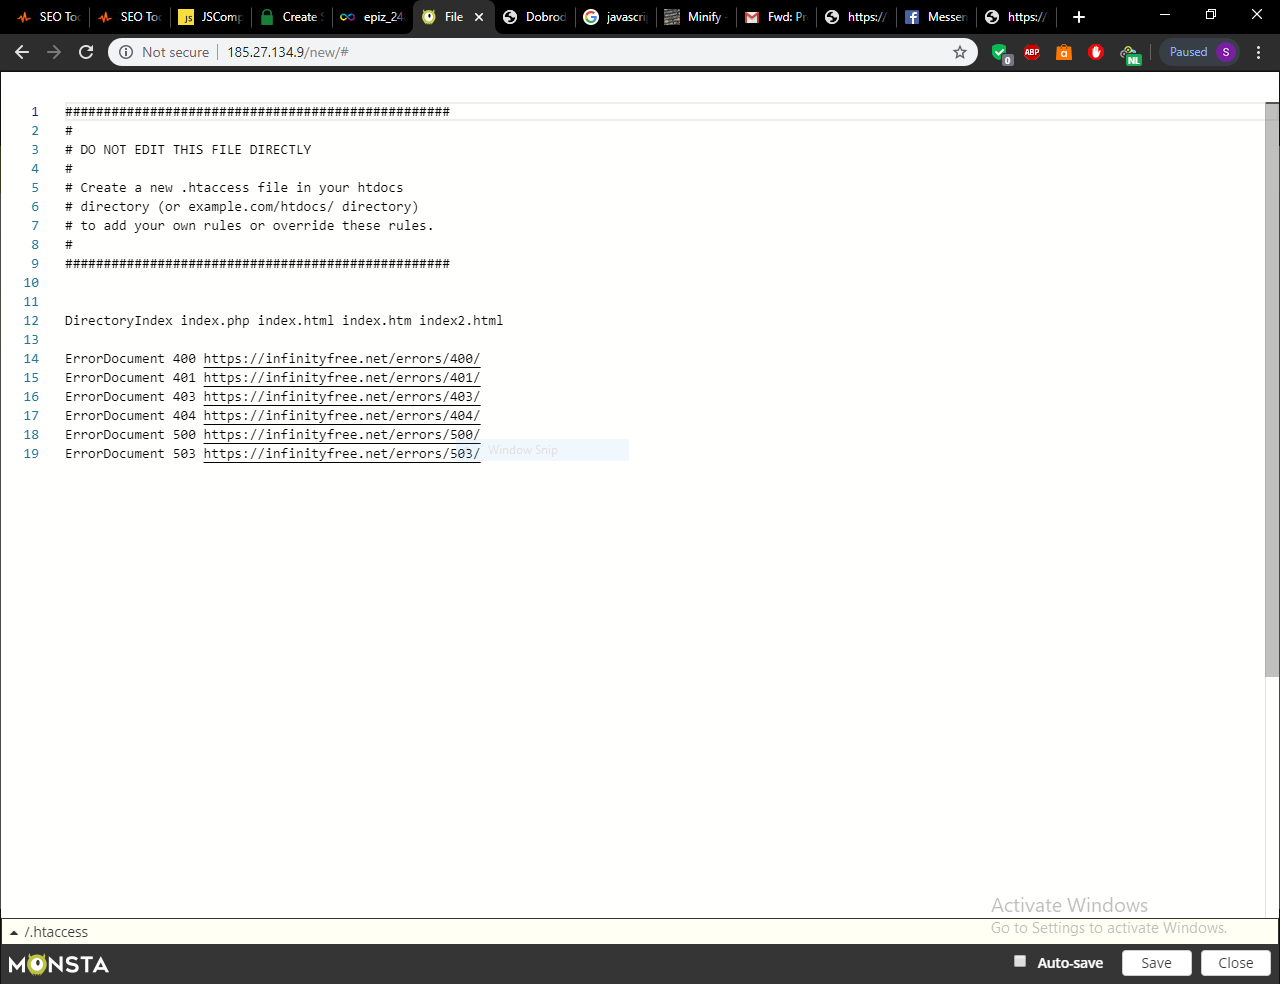 SEO Too
SEO Too
JSComp
Create S
epiz_24
File
Dobrod
javascri
Minify
Fwd: Pr
https://
Messen
https://
Not secure 185.27.134.9/new/#
0
ABP
NL
Paused S
1 ##################################################
2 #
3 # DO NOT EDIT THIS FILE DIRECTLY
4 #
5 # Create a new .htaccess file in your htdocs
6 # directory (or example.com/htdocs/ directory)
7 # to add your own rules or override these rules.
8 #
9 ##################################################
10
11
12 DirectoryIndex index.php index.html index.htm index2.html
13
14 ErrorDocument 400 https://infinityfree.net/errors/400/
15 ErrorDocument 401 https://infinityfree.net/errors/401/
16 ErrorDocument 403 https://infinityfree.net/errors/403/
17 ErrorDocument 404 https://infinityfree.net/errors/404/
18 ErrorDocument 500 https://infinityfree.net/errors/500/
19 ErrorDocument 503 https://infinityfree.net/errors/503/
Window Snip
Activate Windows
Go to Settings to activate Windows.
/.htaccess
MONSTA
Auto-save Save Close